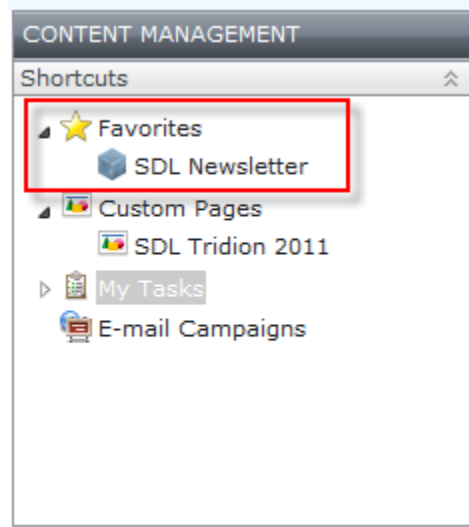 CONTENT MANAGEMENT
Shortcuts
Favorites
SDL Newsletter
Custom Pages
SDL Tridion 2011
My Tasks
E-mail Campaigns